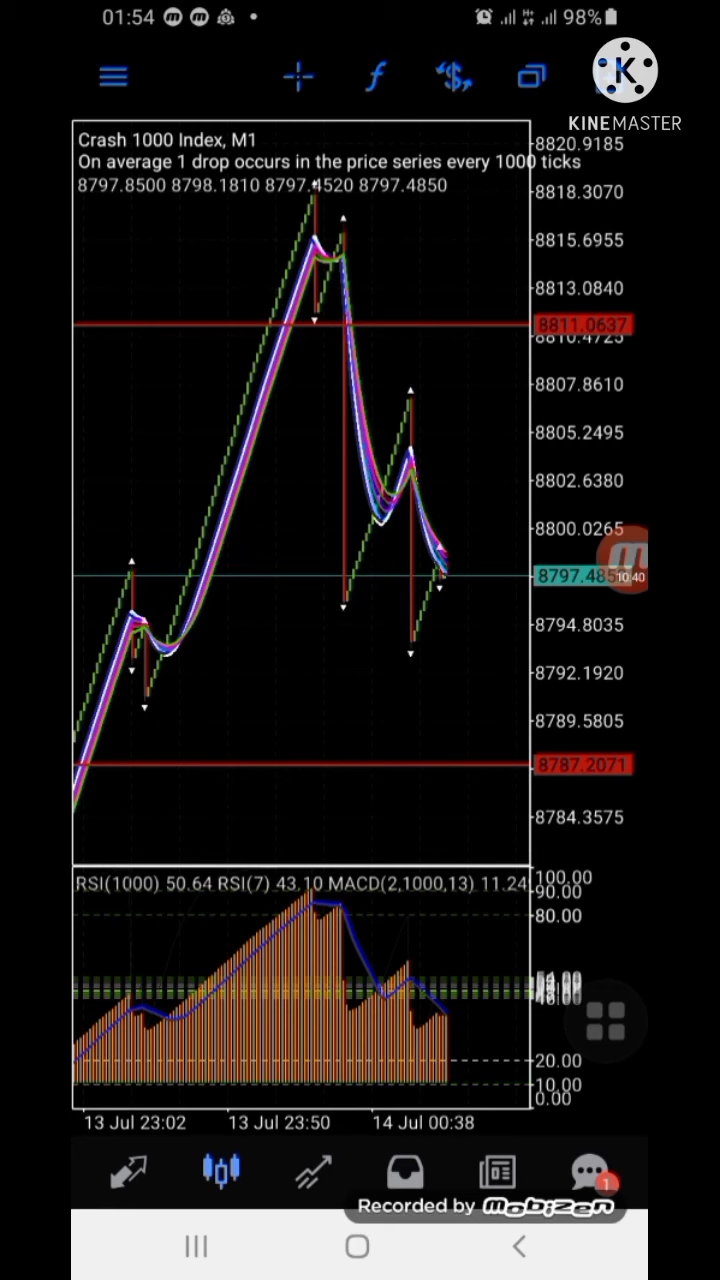 01:54
98%
KINEMASTER
Crash 1000 Index, M1
On average 1 drop occurs in the price series every 1000 ticks
8797.8500 8798.1810 8797.4520 8797.4850
8820.9185
8818.3070
8815.6955
8813.0840
8811.0637
8810.4725
8807.8610
8805.2495
8802.6380
8800.0265
8797.485
10:40
8794.8035
8792.1920
8789.5805
8787.2071
8784.3575
RSI(1000) 50.64 RSI(7) 43.10 MACD(2,1000,13) 11.24
100.00
90.00
80.00
20.00
10.00
0.00
13 Jul 23:02
13 Jul 23:50
14 Jul 00:38
1
Recorded by Mobizen